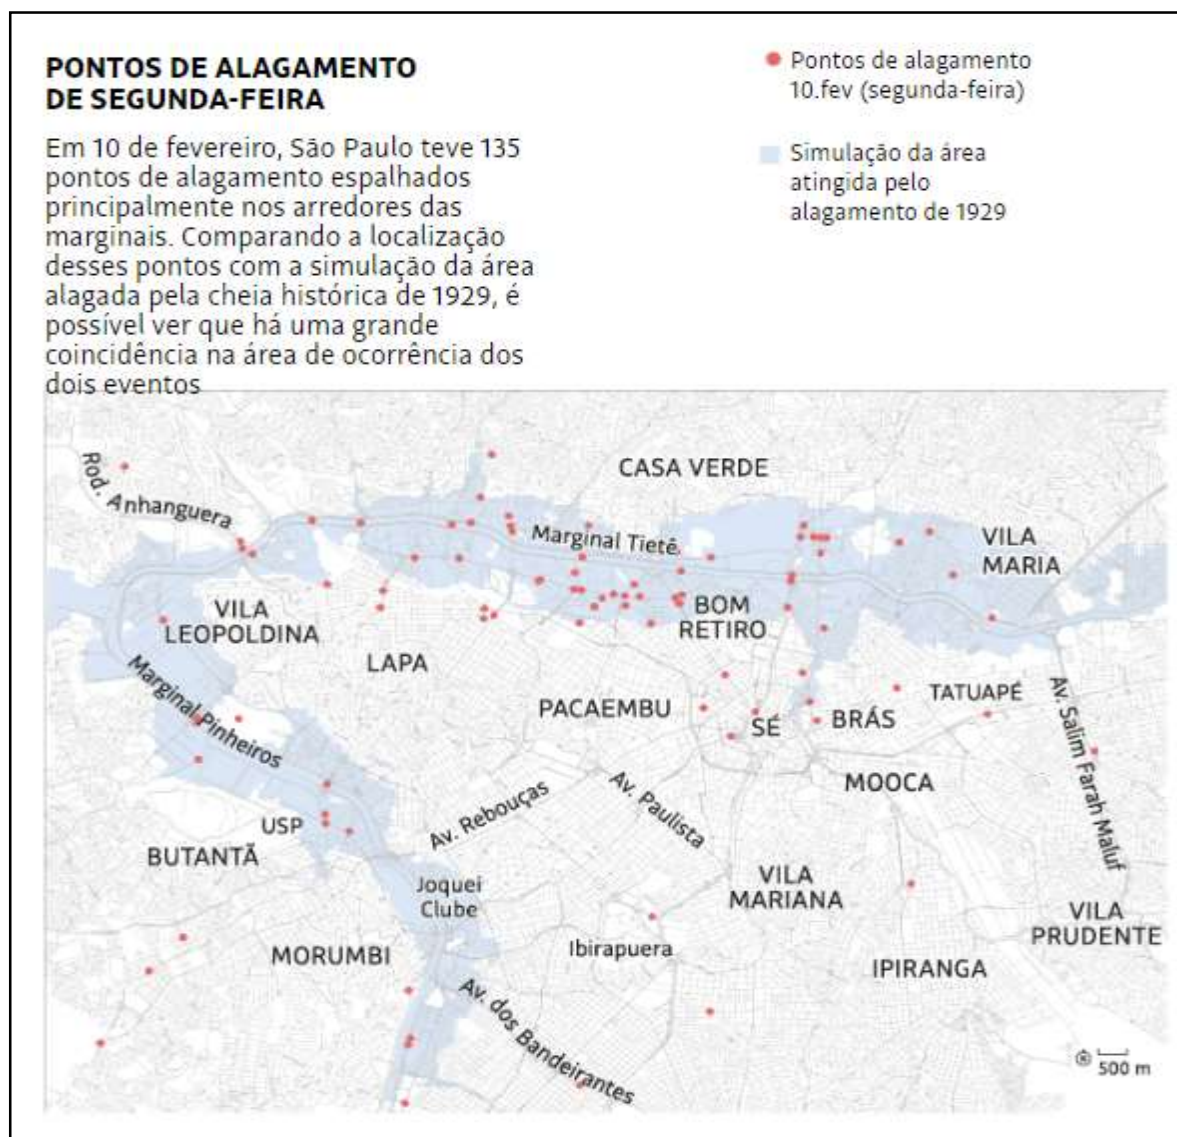 PONTOS DE ALAGAMENTO
DE SEGUNDA-FEIRA
Em 10 de fevereiro, São Paulo teve 135
pontos de alagamento espalhados
principalmente nos arredores das
marginais. Comparando a localização
desses pontos com a simulação da área
alagada pela cheia histórica de 1929, é
possível ver que há uma grande
coincidência na área de ocorrência dos
dois eventos
Pontos de alagamento
10.fev (segunda-feira)
Simulação da área
atingida pelo
alagamento de 1929
CASA VERDE
Rod. Anhanguera
Marginal Tietê
VILA
MARIA
VILA
LEOPOLDINA
BOM
RETIRO
LAPA
Marginal Pinheiros
PACAEMBU
SÉ
BRÁS
TATUAPÉ
Av. Salim Farah Maluf
MOOCA
Av. Rebouças
Av. Paulista
USP
BUTANTÃ
Joquei
Clube
VILA
MARIANA
VILA
PRUDENTE
MORUMBI
Ibirapuera
IPIRANGA
Av. dos Bandeirantes
500 m